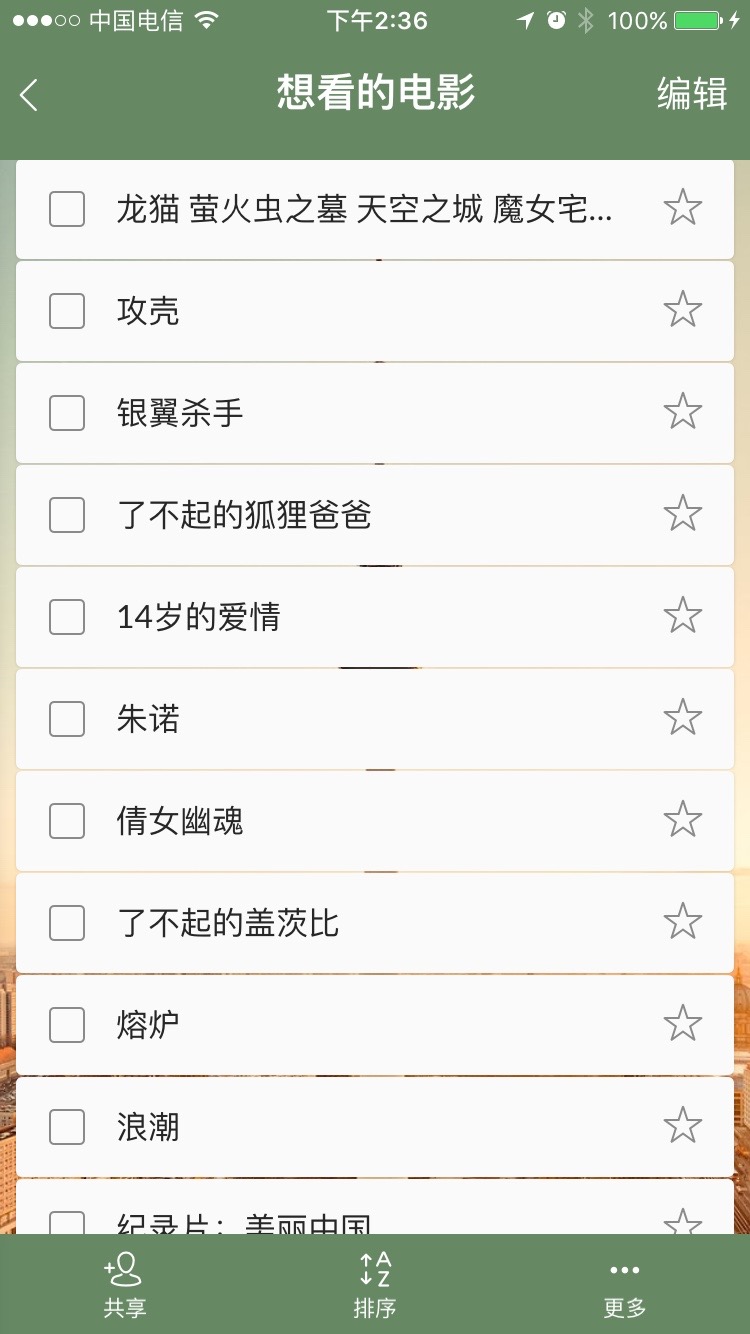 中国电信 下午2:36 100%
想看的电影 编辑
龙猫 萤火虫之墓 天空之城 魔女宅...
攻壳
银翼杀手
了不起的狐狸爸爸
14岁的爱情
朱诺
倩女幽魂
了不起的盖茨比
熔炉
浪潮
纪录片：美丽中国
A
Z
共享 排序 更多